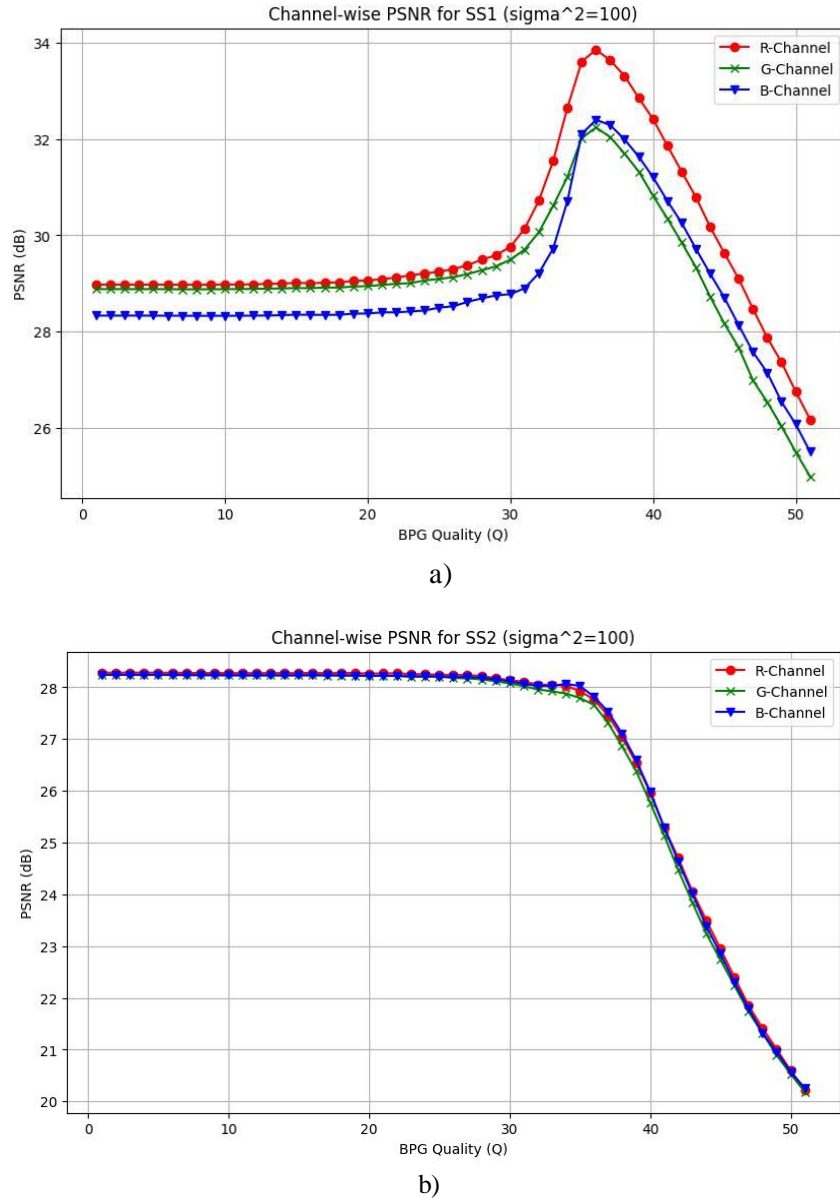 Channel-wise PSNR for SS1 (sigma^2=100)
34
32
30
28
26
PSNR (dB)
R-Channel
G-Channel
B-Channel
0 10 20 30 40 50
BPG Quality (Q)
a)
Channel-wise PSNR for SS2 (sigma^2=100)
28
27
26
25
24
23
22
21
20
PSNR (dB)
R-Channel
G-Channel
B-Channel
0 10 20 30 40 50
BPG Quality (Q)
b)